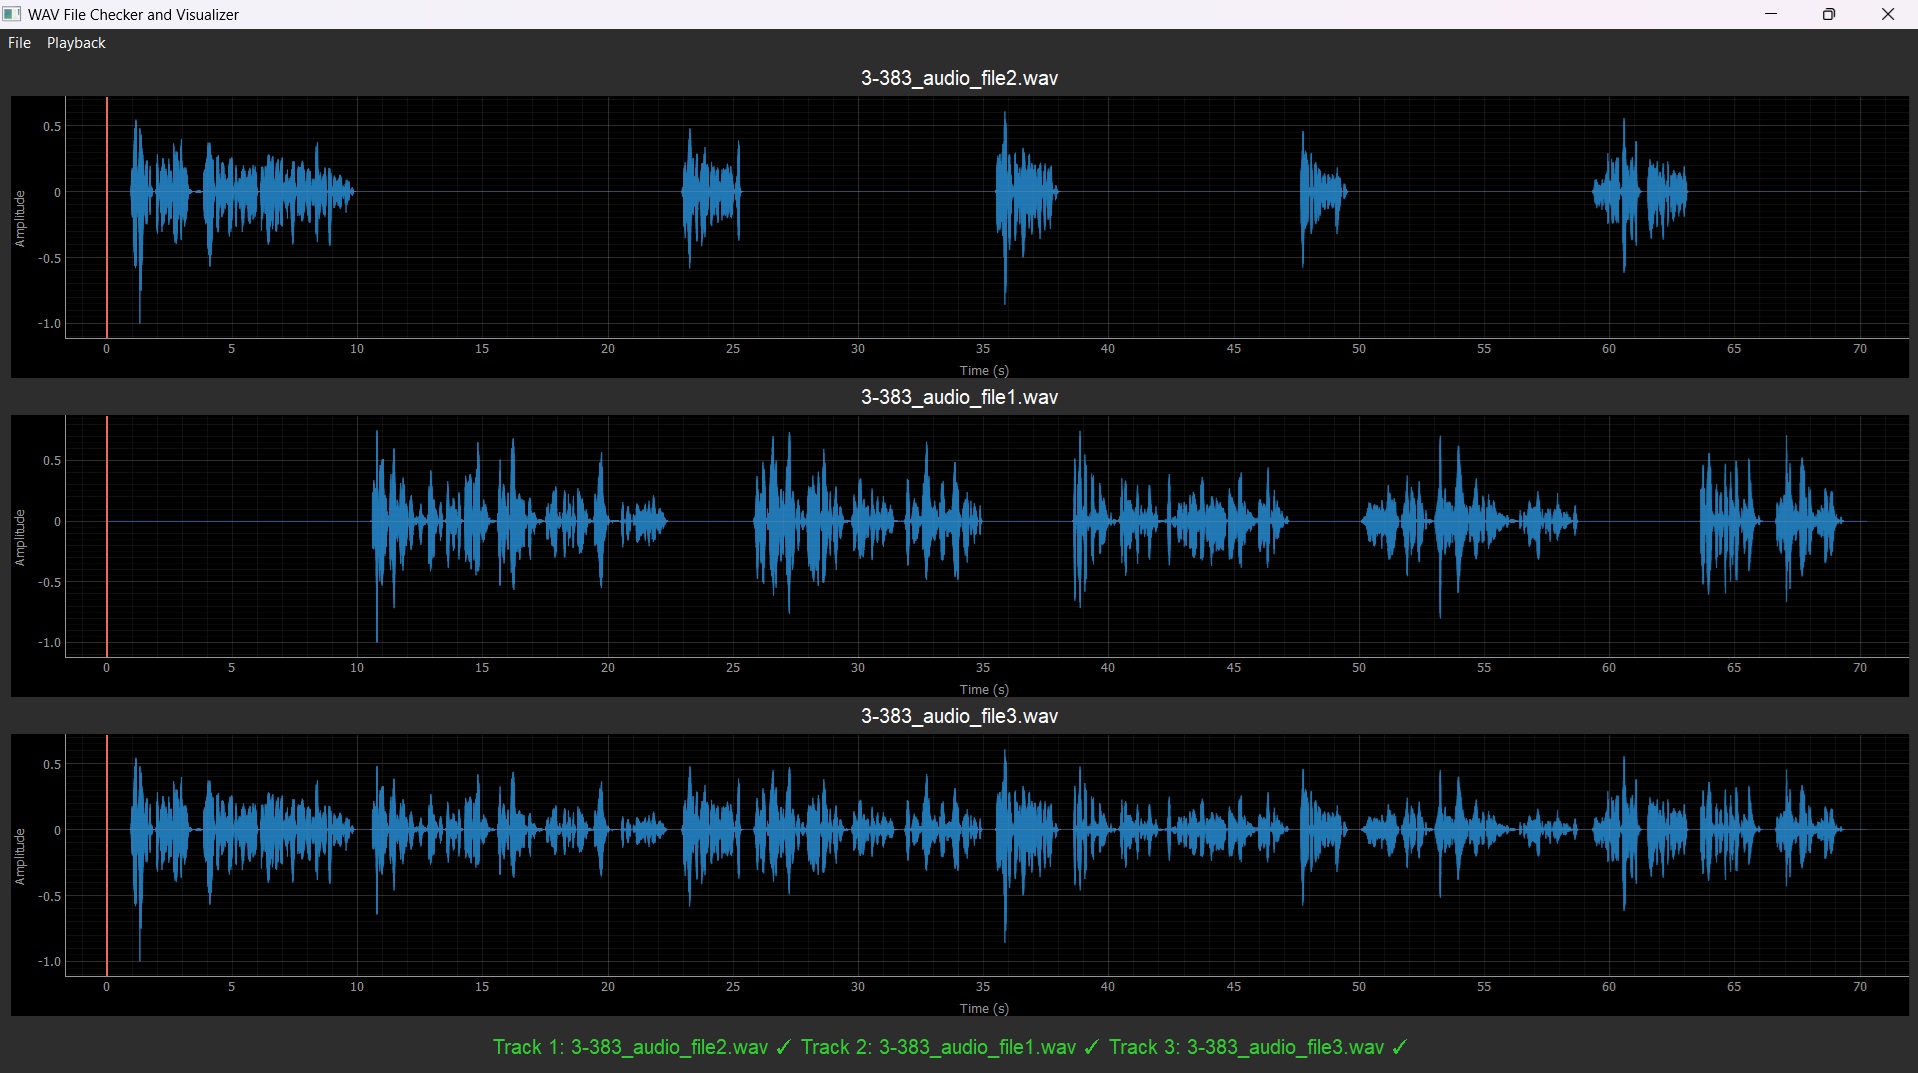 WAV File Checker and Visualizer
File Playback
3-383_audio_file2.wav
0.5
0
-0.5
-1.0
Amplitude
0 5 10 15 20 25 30 35 40 45 50 55 60 65 70
Time (s)
3-383_audio_file1.wav
0.5
0
-0.5
-1.0
Amplitude
0 5 10 15 20 25 30 35 40 45 50 55 60 65 70
Time (s)
3-383_audio_file3.wav
0.5
0
-0.5
-1.0
Amplitude
0 5 10 15 20 25 30 35 40 45 50 55 60 65 70
Time (s)
Track 1: 3-383_audio_file2.wav ✓ Track 2: 3-383_audio_file1.wav ✓ Track 3: 3-383_audio_file3.wav ✓